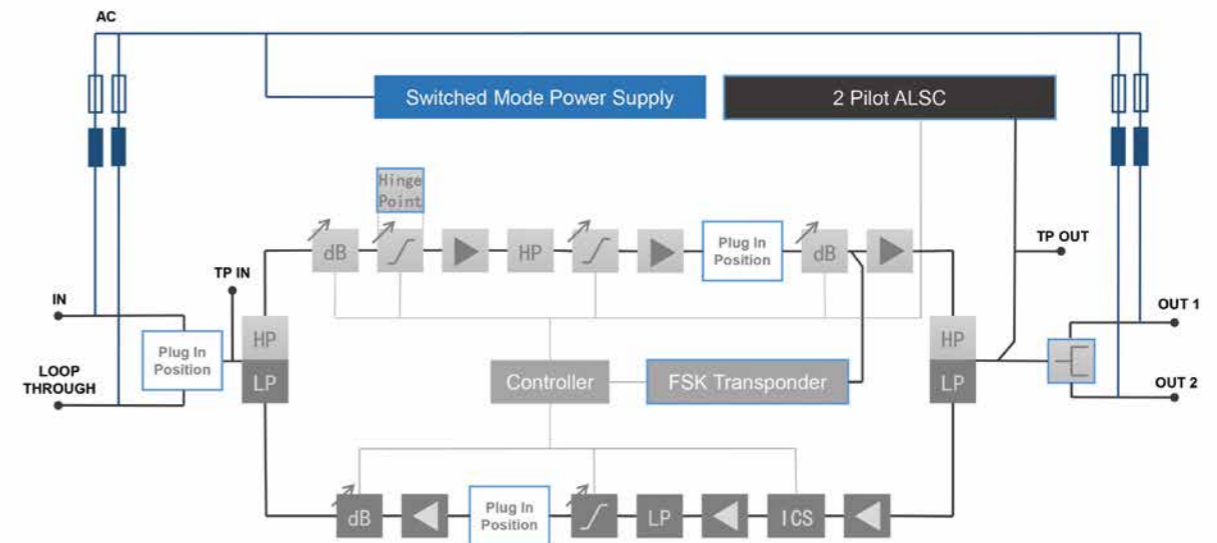 AC
Switched Mode Power Supply
2 Pilot ALSC
Hinge
Point
dB
HP
Plug In
Position
dB
TP OUT
TP IN
IN
OUT 1
Plug In
Position
HP
LP
HP
LP
LOOP
THROUGH
Controller
FSK Transponder
OUT 2
dB
Plug In
Position
LP
ICS